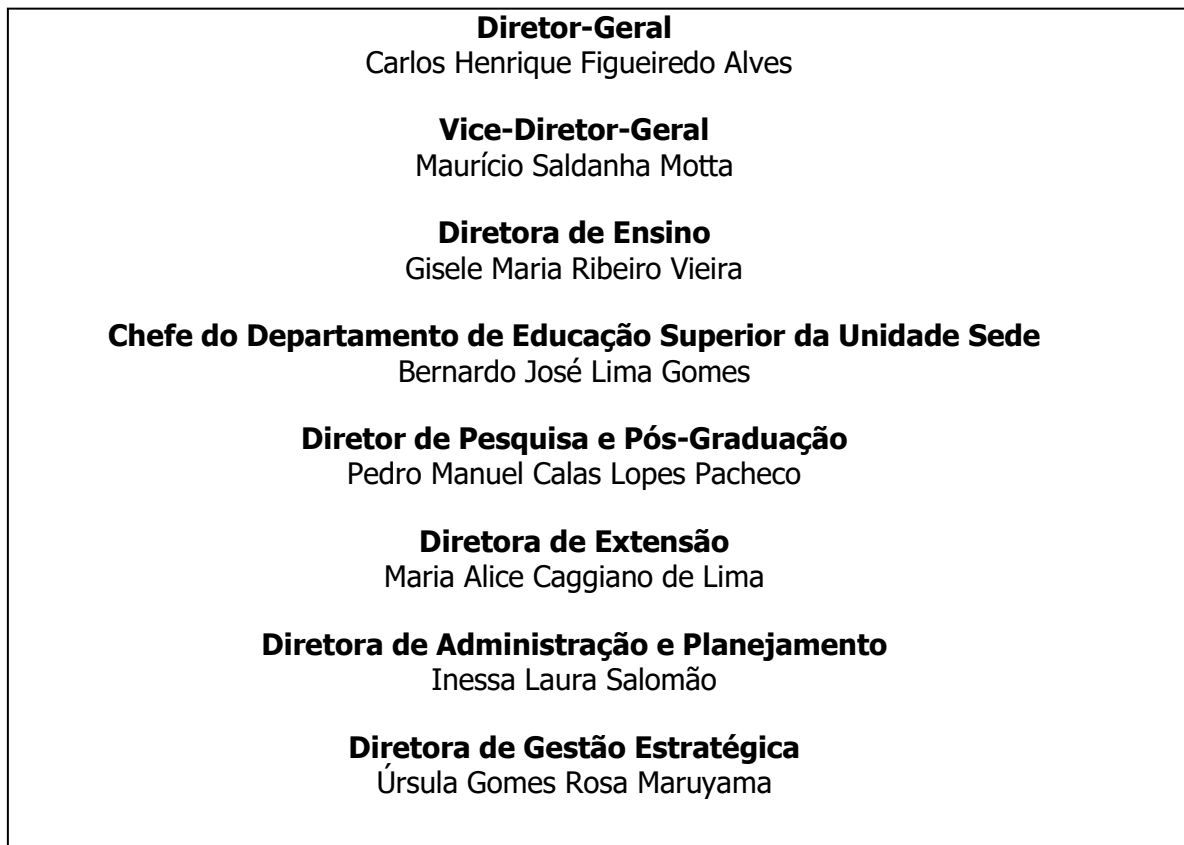 Diretor-Geral
Carlos Henrique Figueiredo Alves
Vice-Diretor-Geral
Maurício Saldanha Motta
Diretora de Ensino
Gisele Maria Ribeiro Vieira
Chefe do Departamento de Educação Superior da Unidade Sede
Bernardo José Lima Gomes
Diretor de Pesquisa e Pós-Graduação
Pedro Manuel Calas Lopes Pacheco
Diretora de Extensão
Maria Alice Caggiano de Lima
Diretora de Administração e Planejamento
Inessa Laura Salomão
Diretora de Gestão Estratégica
Úrsula Gomes Rosa Maruyama